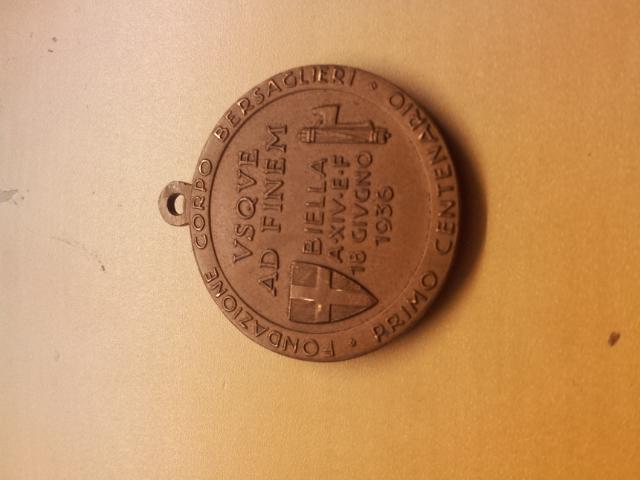 FONDAZIONE CORPO BERSAGLIERI
PRIMO CENTENARIO
VSQVE
AD FINEM
BIELLA
A·XIV·E·F
18 GIVGNO
1936